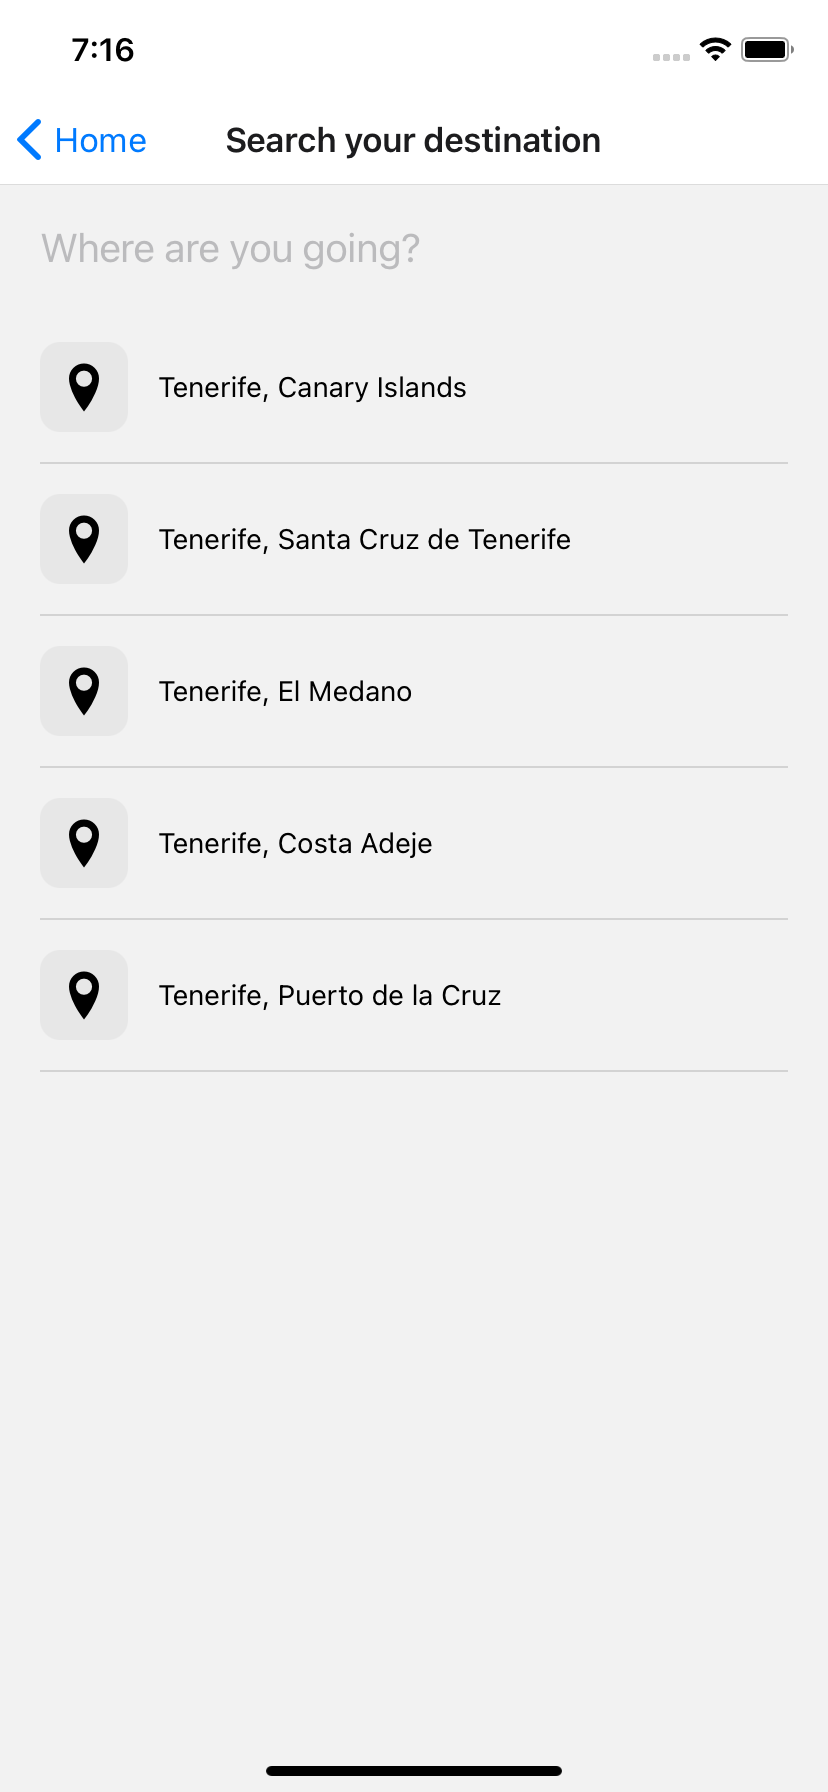 7:16
Home
Search your destination
Where are you going?
Tenerife, Canary Islands
Tenerife, Santa Cruz de Tenerife
Tenerife, El Medano
Tenerife, Costa Adeje
Tenerife, Puerto de la Cruz